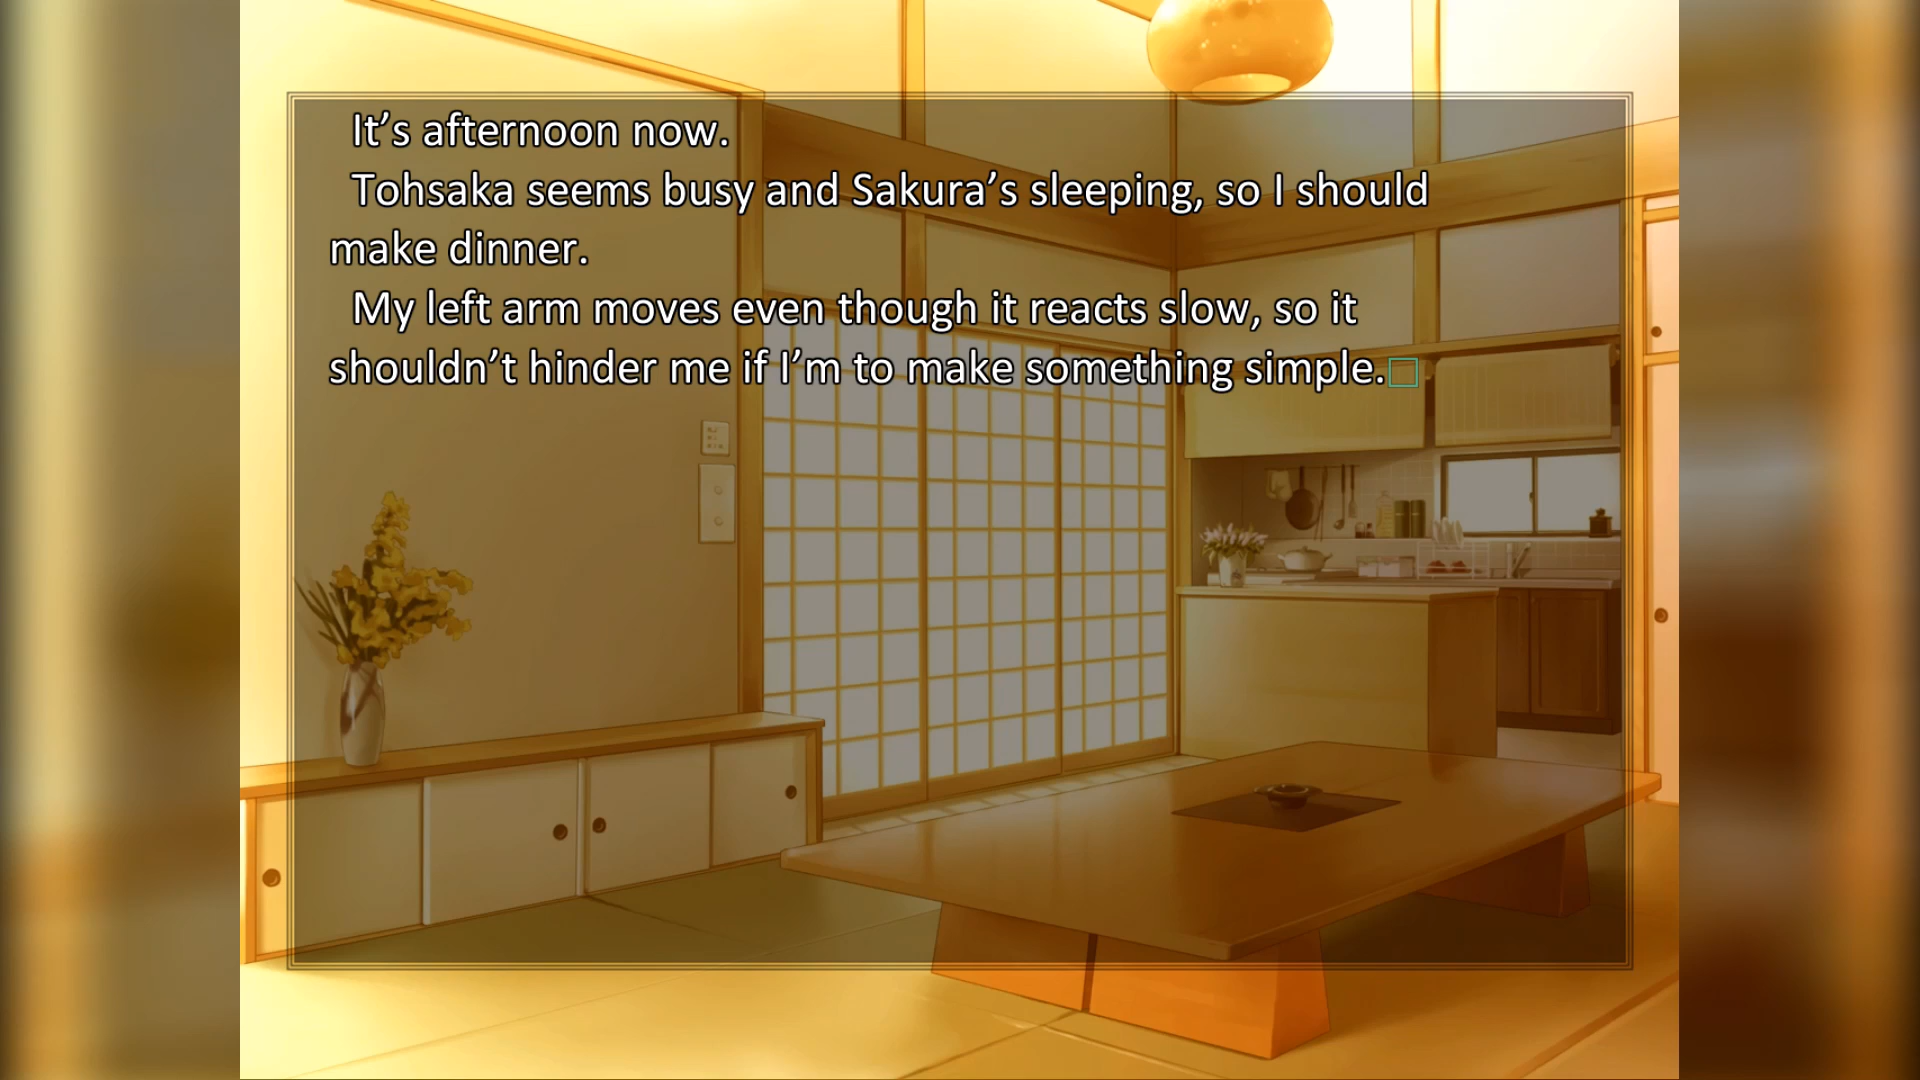 It’s afternoon now.
Tohsaka seems busy and Sakura’s sleeping, so I should
make dinner.
My left arm moves even though it reacts slow, so it
shouldn’t hinder me if I’m to make something simple.